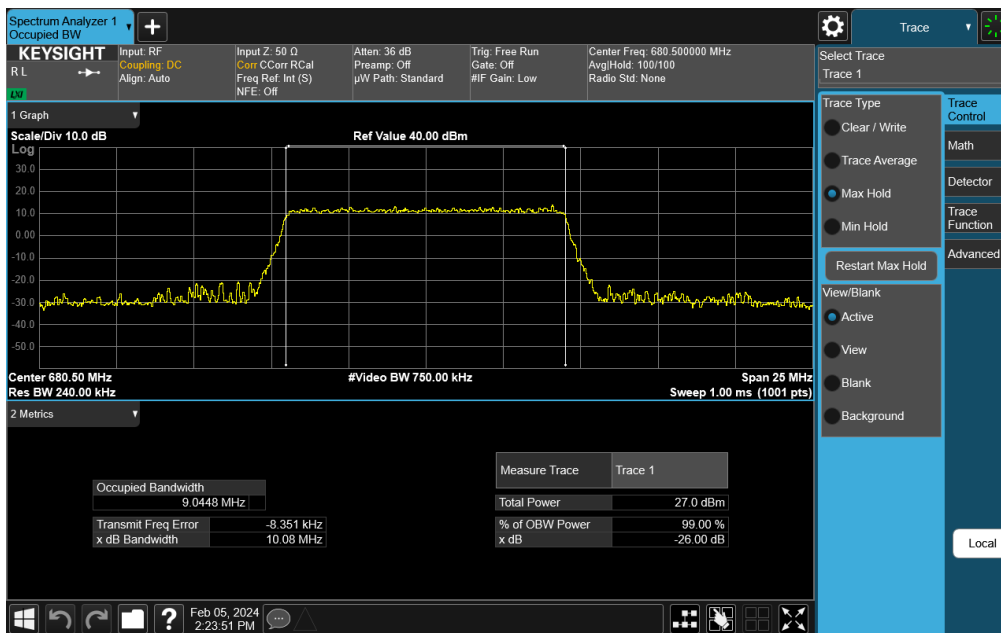 Spectrum Analyzer 1
Occupied BW
Trace
KEYSIGHT
R L
LXI
Input: RF
Coupling: DC
Align: Auto
Input Z: 50 Ω
Corr CCorr RCal
Freq Ref: Int (S)
NFE: Off
Atten: 36 dB
Preamp: Off
µW Path: Standard
Trig: Free Run
Gate: Off
#IF Gain: Low
Center Freq: 680.500000 MHz
Avg|Hold: 100/100
Radio Std: None
Select Trace
Trace 1
1 Graph
Scale/Div 10.0 dB
Ref Value 40.00 dBm
Log
30.0
20.0
10.0
0.00
-10.0
-20.0
-30.0
-40.0
-50.0
Center 680.50 MHz
Res BW 240.00 kHz
#Video BW 750.00 kHz
Span 25 MHz
Sweep 1.00 ms (1001 pts)
Trace Type
Clear / Write
Trace Average
Max Hold
Min Hold
Restart Max Hold
View/Blank
Active
View
Blank
Background
Trace
Control
Math
Detector
Trace
Function
Advanced
Local
2 Metrics
Occupied Bandwidth
9.0448 MHz
Transmit Freq Error -8.351 kHz
x dB Bandwidth 10.08 MHz
Measure Trace Trace 1
Total Power 27.0 dBm
% of OBW Power 99.00 %
x dB -26.00 dB
?
Feb 05, 2024
2:23:51 PM